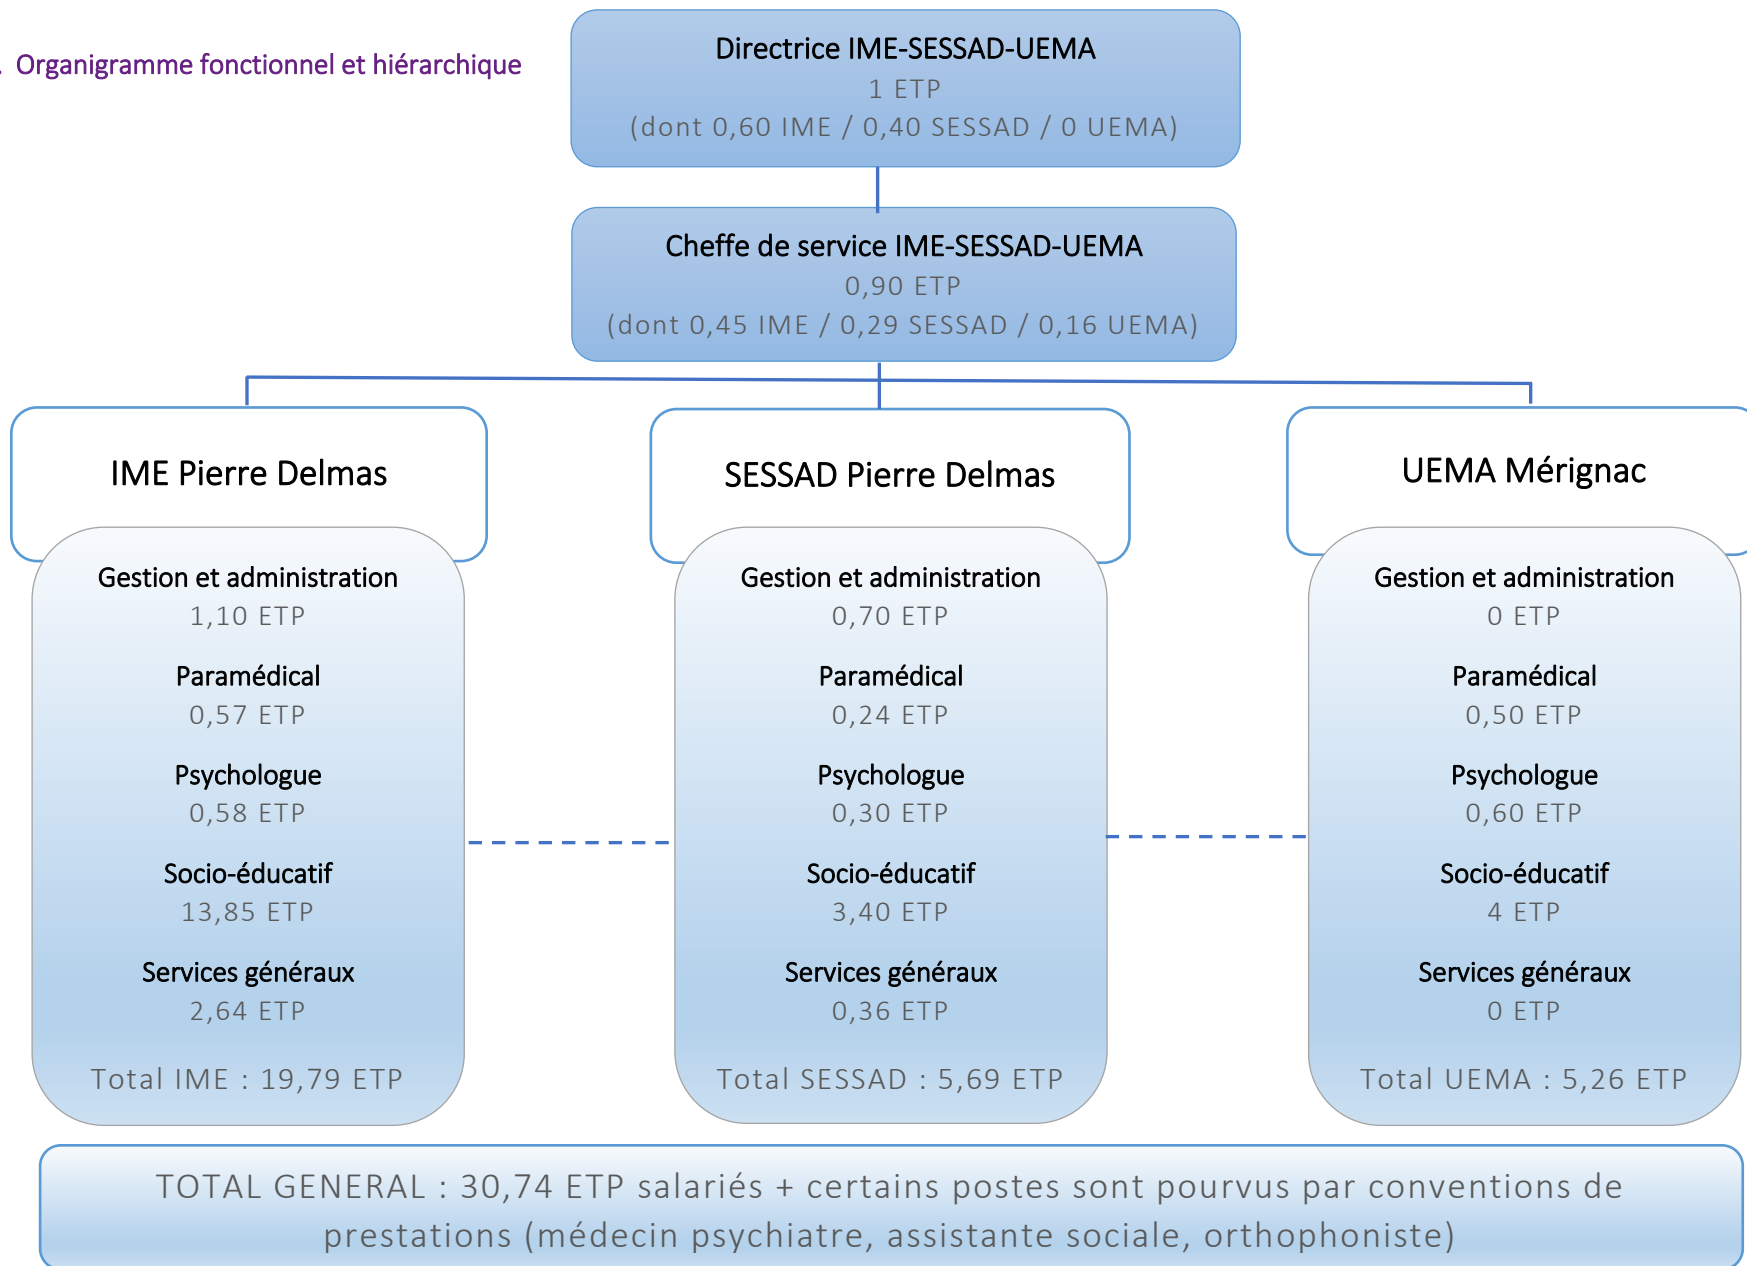 . Organigramme fonctionnel et hiérarchique
Directrice IME-SESSAD-UEMA
1 ETP
(dont 0,60 IME / 0,40 SESSAD / 0 UEMA)
Cheffe de service IME-SESSAD-UEMA
0,90 ETP
(dont 0,45 IME / 0,29 SESSAD / 0,16 UEMA)
IME Pierre Delmas
Gestion et administration
1,10 ETP
Paramédical
0,57 ETP
Psychologue
0,58 ETP
Socio-éducatif
13,85 ETP
Services généraux
2,64 ETP
Total IME : 19,79 ETP
SESSAD Pierre Delmas
Gestion et administration
0,70 ETP
Paramédical
0,24 ETP
Psychologue
0,30 ETP
Socio-éducatif
3,40 ETP
Services généraux
0,36 ETP
Total SESSAD : 5,69 ETP
UEMA Mérignac
Gestion et administration
0 ETP
Paramédical
0,50 ETP
Psychologue
0,60 ETP
Socio-éducatif
4 ETP
Services généraux
0 ETP
Total UEMA : 5,26 ETP
TOTAL GENERAL : 30,74 ETP salariés + certains postes sont pourvus par conventions de
prestations (médecin psychiatre, assistante sociale, orthophoniste)